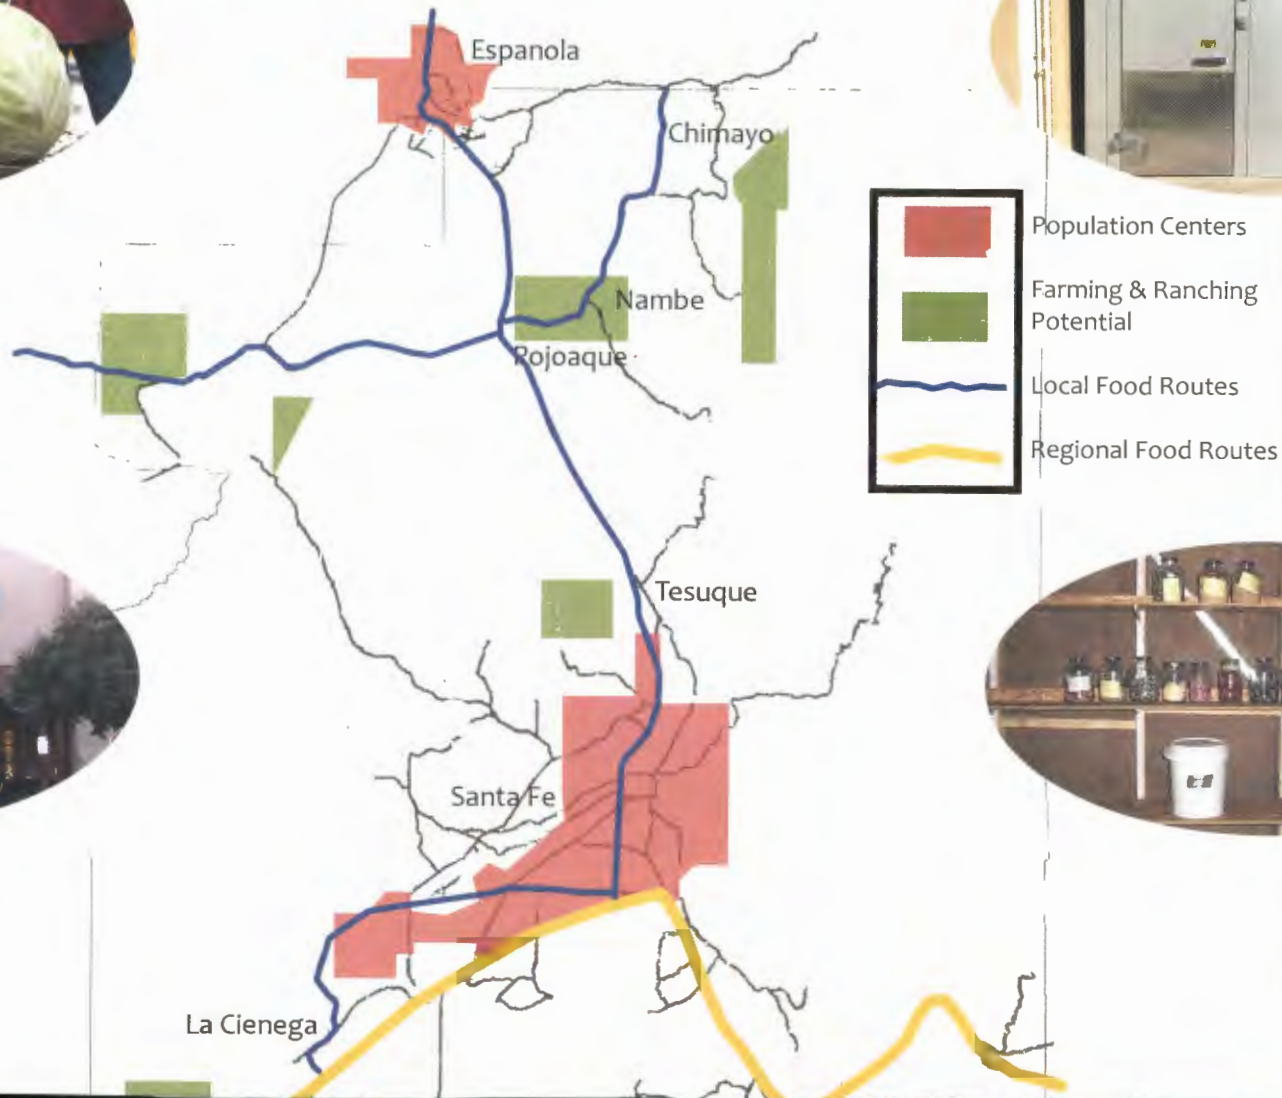 Espanola
Chimayo
Population Centers
Farming & Ranching
Potential
Nambe
Pojoaque
Local Food Routes
Regional Food Routes
Tesuque
Santa Fe
La Cienega